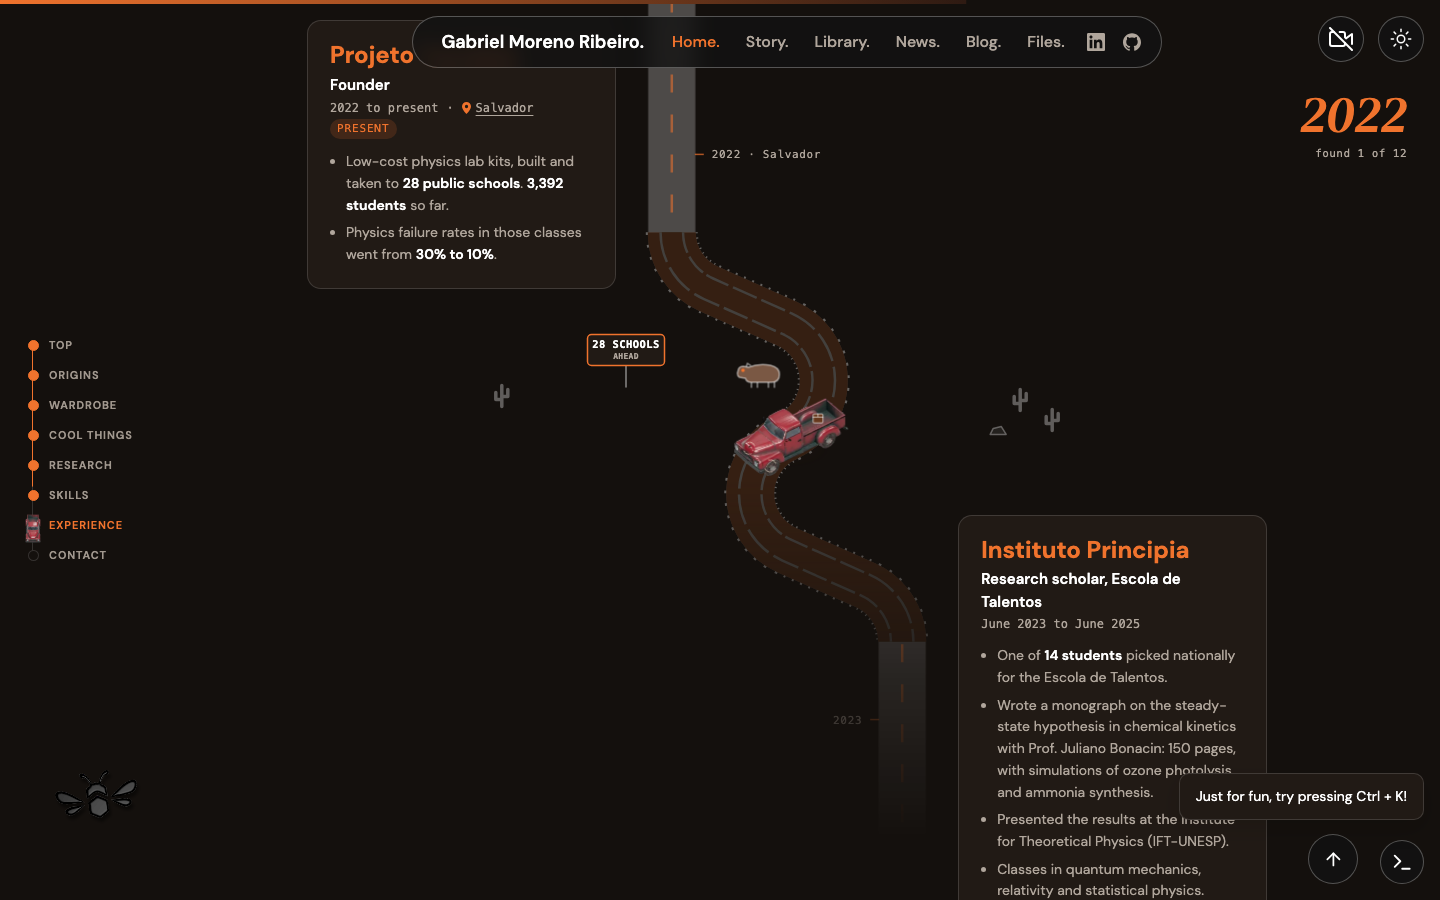 Gabriel Moreno Ribeiro.
Home.
Story.
Library.
News.
Blog.
Files.
Projeto
Founder
2022 to present · Salvador
PRESENT
• Low-cost physics lab kits, built and
taken to 28 public schools. 3,392
students so far.
• Physics failure rates in those classes
went from 30% to 10%.
2022 · Salvador
2022
found 1 of 12
28 SCHOOLS
AHEAD
TOP
ORIGINS
WARDROBE
COOL THINGS
RESEARCH
SKILLS
EXPERIENCE
CONTACT
2023
Instituto Principia
Research scholar, Escola de
Talentos
June 2023 to June 2025
• One of 14 students picked nationally
for the Escola de Talentos.
• Wrote a monograph on the steady-
state hypothesis in chemical kinetics
with Prof. Juliano Bonacin: 150 pages,
with simulations of ozone photolysis
and ammonia synthesis.
• Presented the results at the Institute
for Theoretical Physics (IFT-UNESP).
• Classes in quantum mechanics,
relativity and statistical physics.
Just for fun, try pressing Ctrl + K!